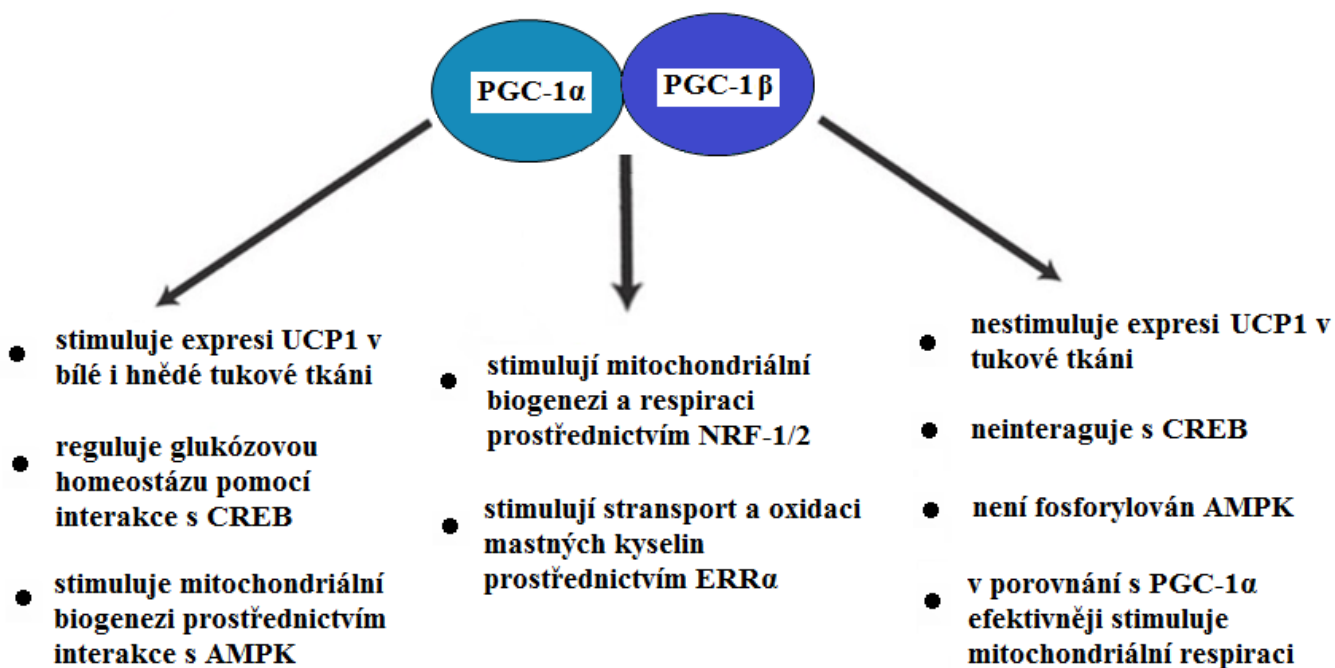 PGC-1α
PGC-1β
stimuluje expresi UCP1 v
bílé i hnědé tukové tkáni
reguluje glukózovou
homeostázu pomocí
interakce s CREB
stimuluje mitochondriální
biogenezi prostřednictvím
interakce s AMPK
stimulují mitochondriální
biogenezi a respiraci
prostřednictvím NRF-1/2
stimulují stransport a oxidaci
mastných kyselin
prostřednictvím ERRα
nestimuluje expresi UCP1 v
tukové tkáni
neinteraguje s CREB
není fosforylován AMPK
v porovnání s PGC-1α
efektivněji stimuluje
mitochondriální respiraci